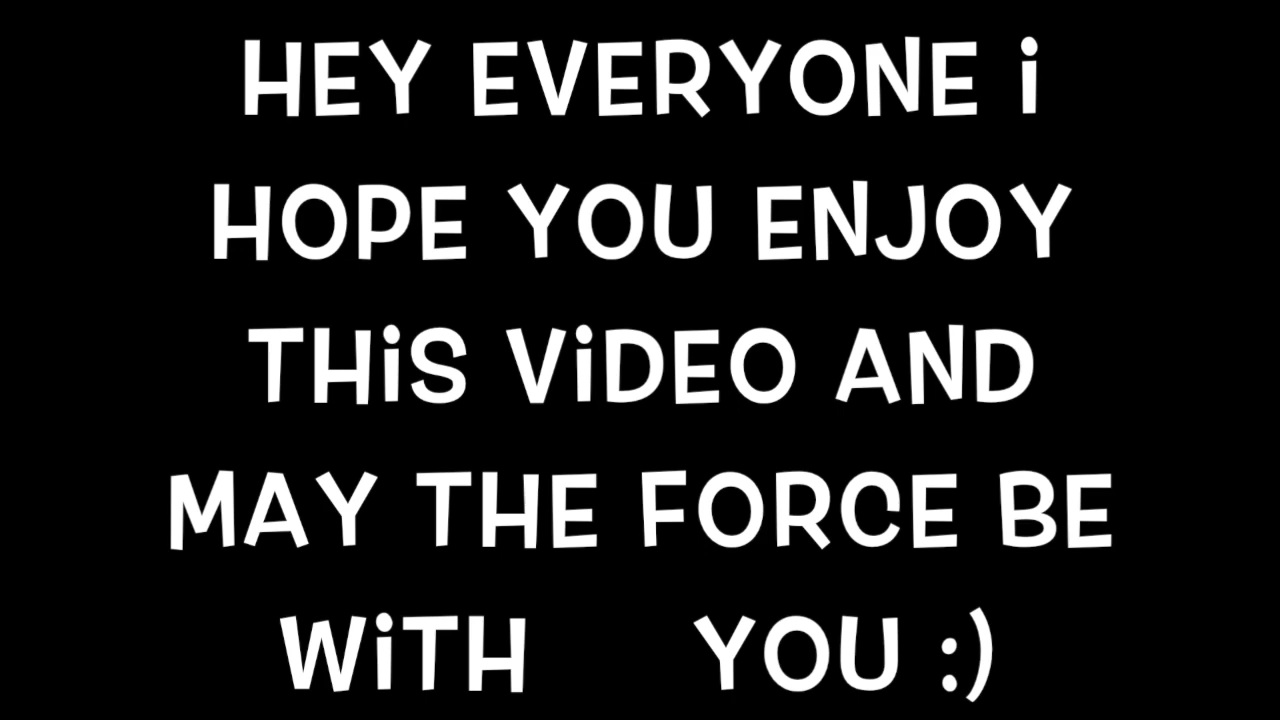 HEY EVERYONE i
HOPE YOU ENJOY
THiS ViDEO AND
MAY THE FORCE BE
WiTH YOU :)